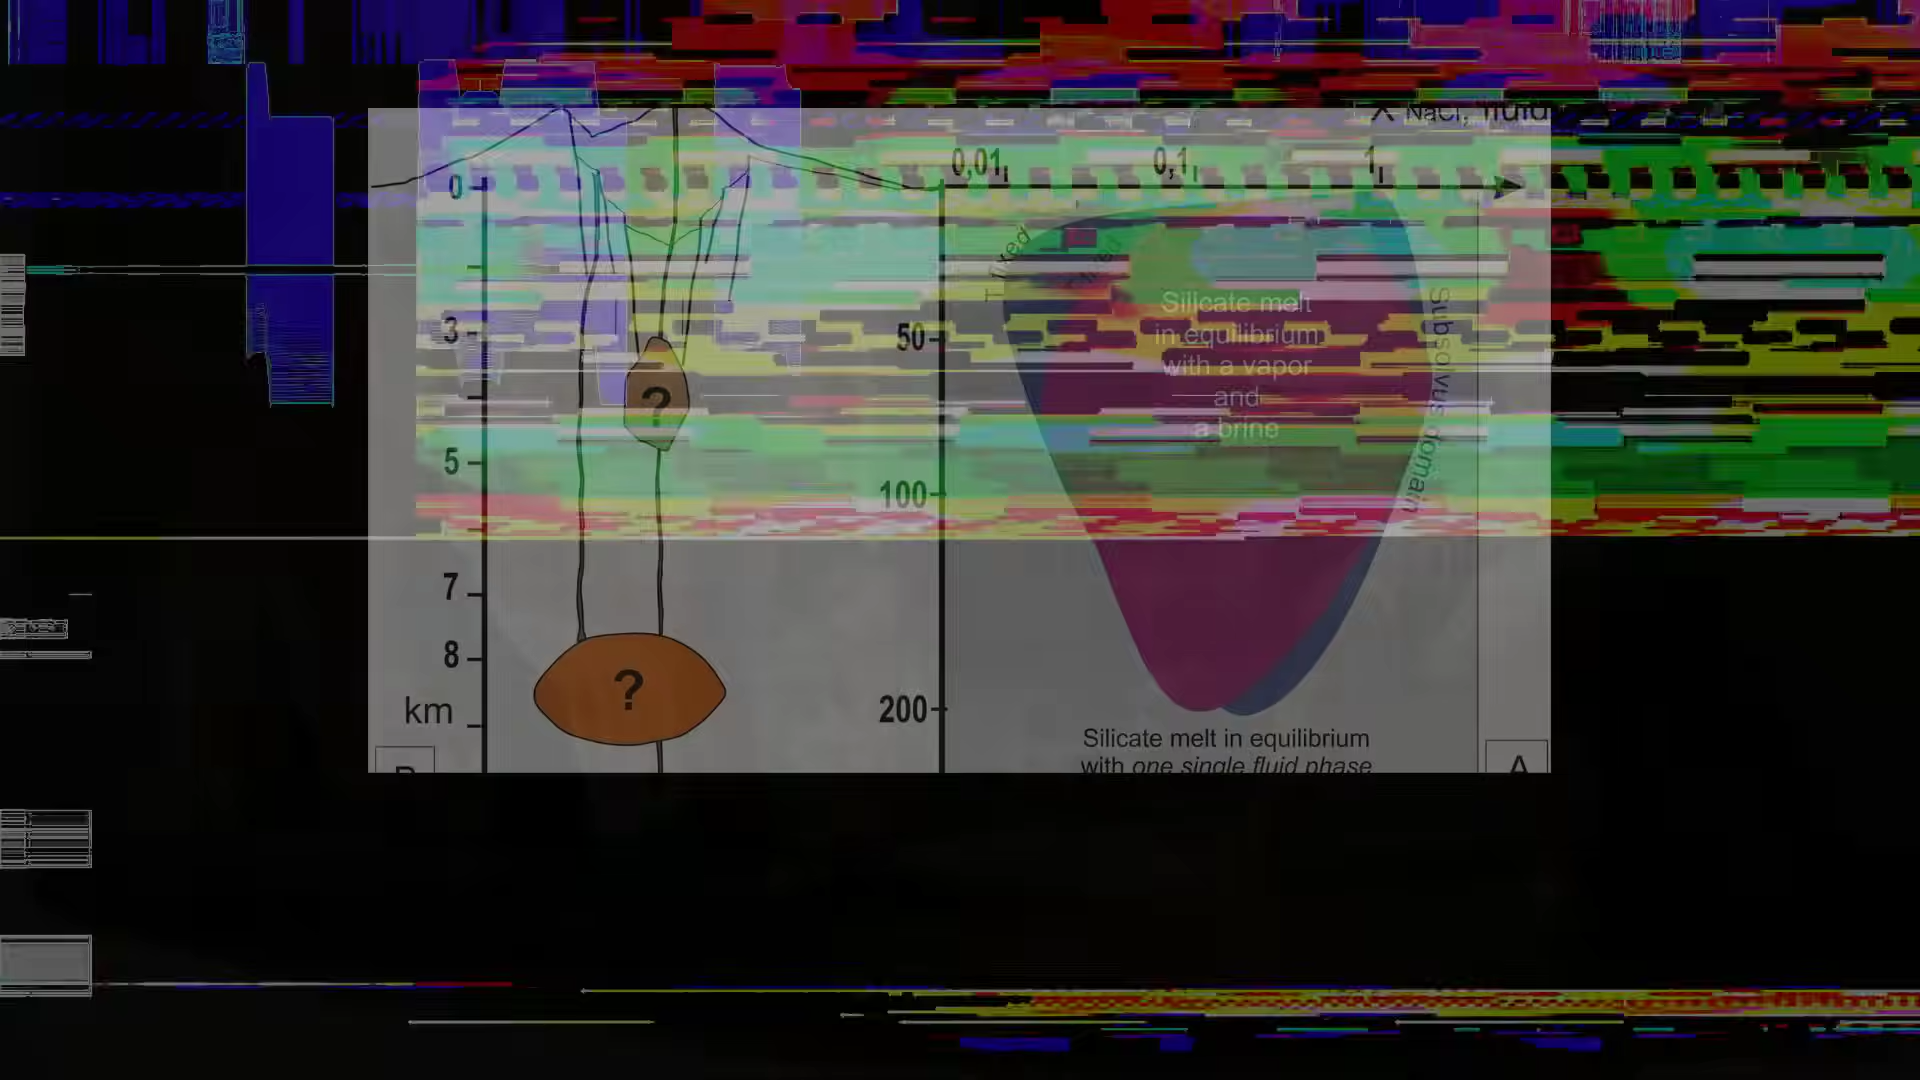 X NaCl, fluid
0,01
0,1
1
0
3
5
7
8
km
?
?
50
100
200
T fixed
Silicate melt
in equilibrium
with a vapor
and
a brine
Subsolvus domain
Silicate melt in equilibrium
with one single fluid phase
A